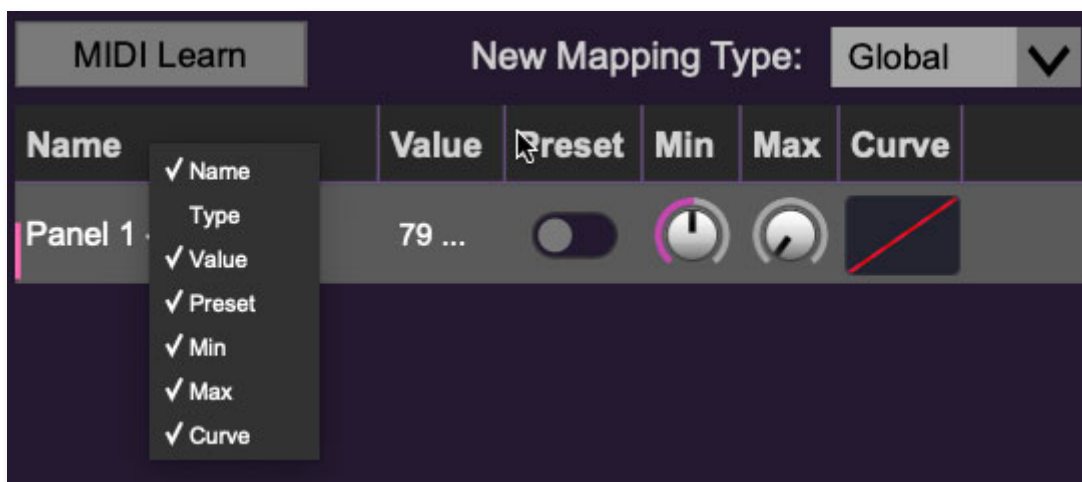 MIDI Learn New Mapping Type: Global
Name Value Preset Min Max Curve
Panel 1 79 ...
✓ Name
Type
✓ Value
✓ Preset
✓ Min
✓ Max
✓ Curve